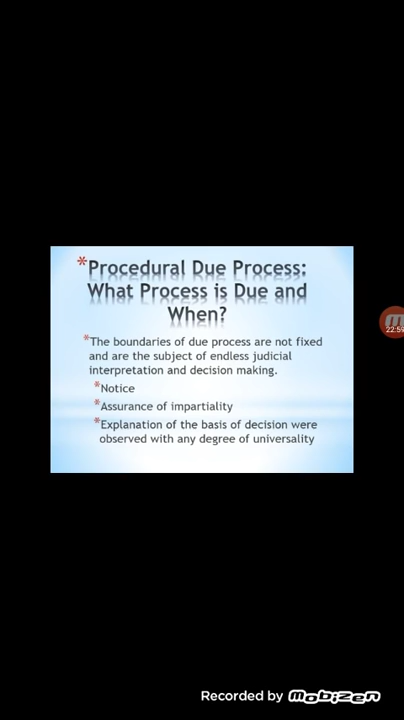 *Procedural Due Process:
What Process is Due and
When?
*The boundaries of due process are not fixed
and are the subject of endless judicial
interpretation and decision making.
*Notice
*Assurance of impartiality
*Explanation of the basis of decision were
observed with any degree of universality
22:59
Recorded by Mobizen